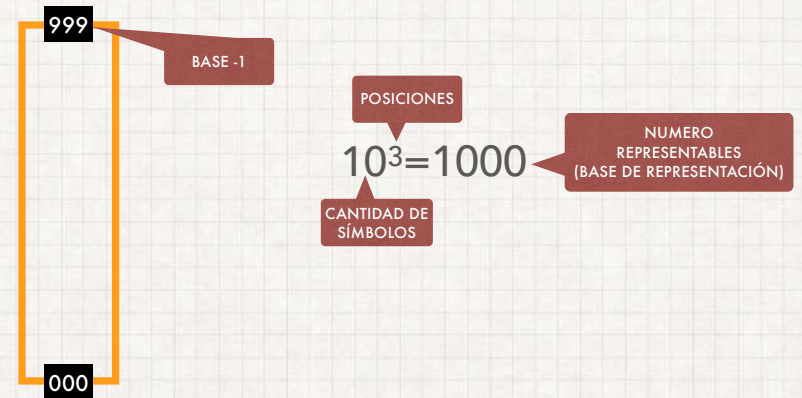 999
BASE -1
POSICIONES
10³=1000
NUMERO
REPRESENTABLES
(BASE DE REPRESENTACIÓN)
CANTIDAD DE
SÍMBOLOS
000